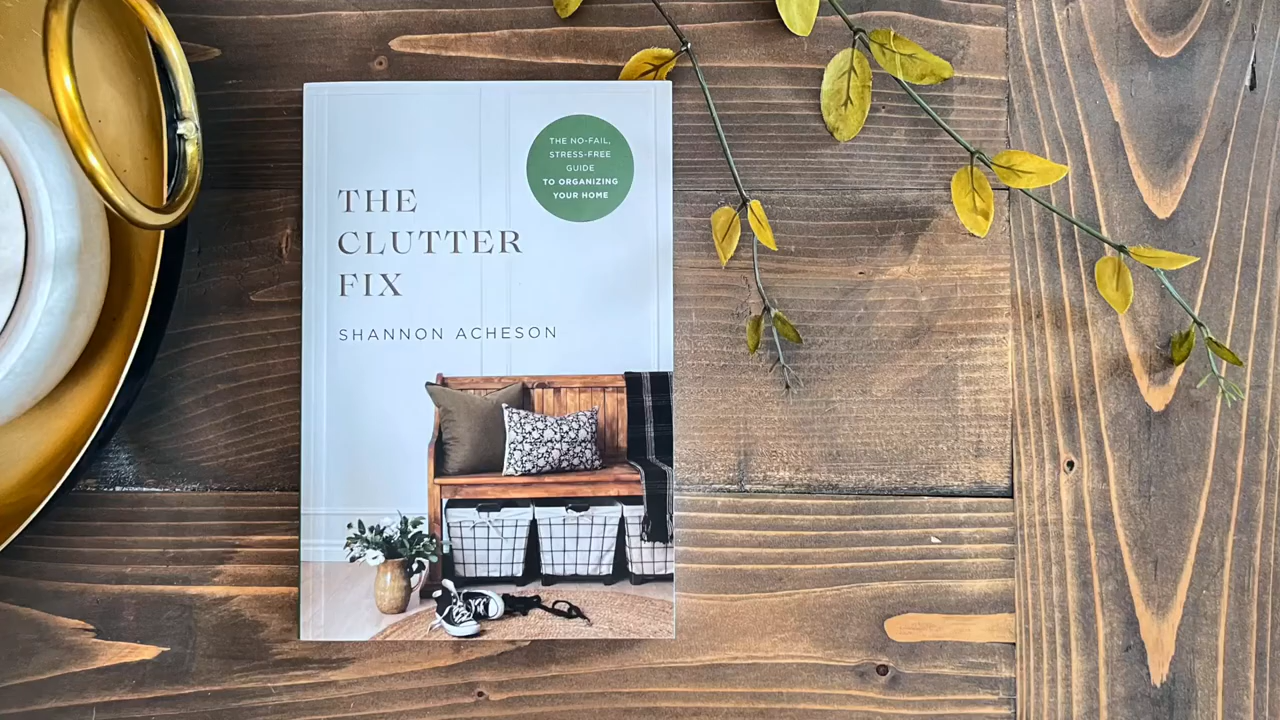 THE NO-FAIL,
STRESS-FREE
GUIDE
TO ORGANIZING
YOUR HOME
THE
CLUTTER
FIX
SHANNON ACHESON